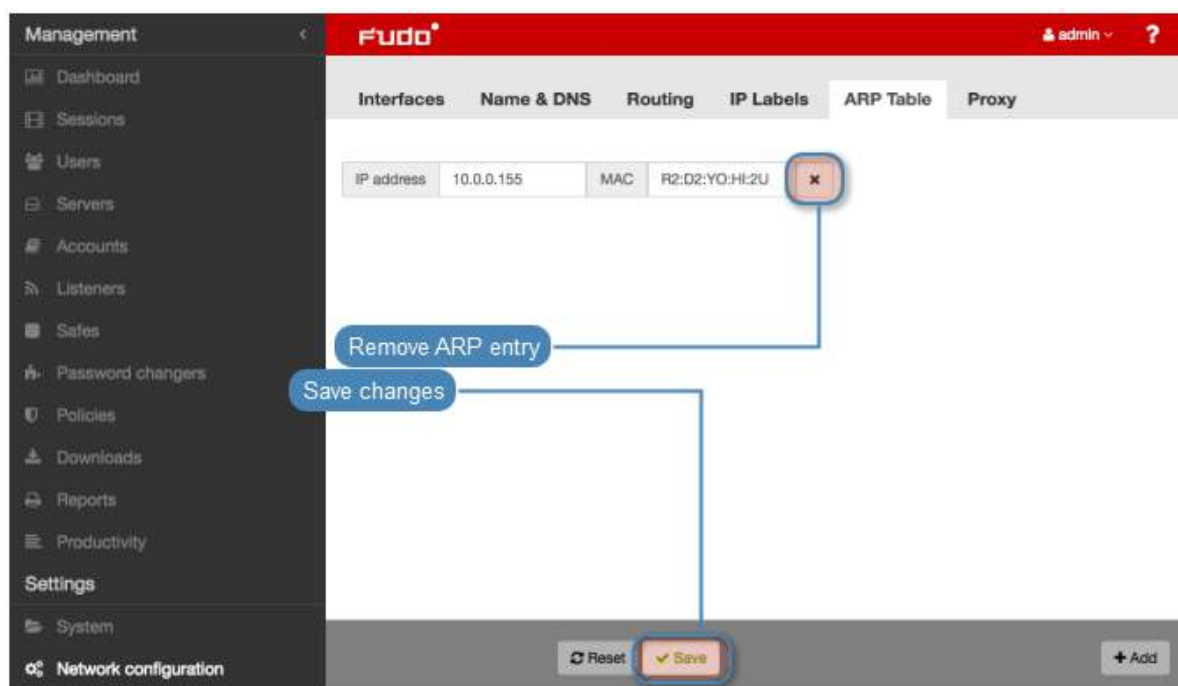 Management
Fudo
admin
?
Dashboard
Sessions
Users
Servers
Accounts
Listeners
Safes
Password changers
Policies
Downloads
Reports
Productivity
Settings
System
Network configuration
Interfaces Name & DNS Routing IP Labels ARP Table Proxy
IP address 10.0.0.155 MAC R2:D2:YO:HI:2U
Remove ARP entry
Save changes
Reset Save + Add